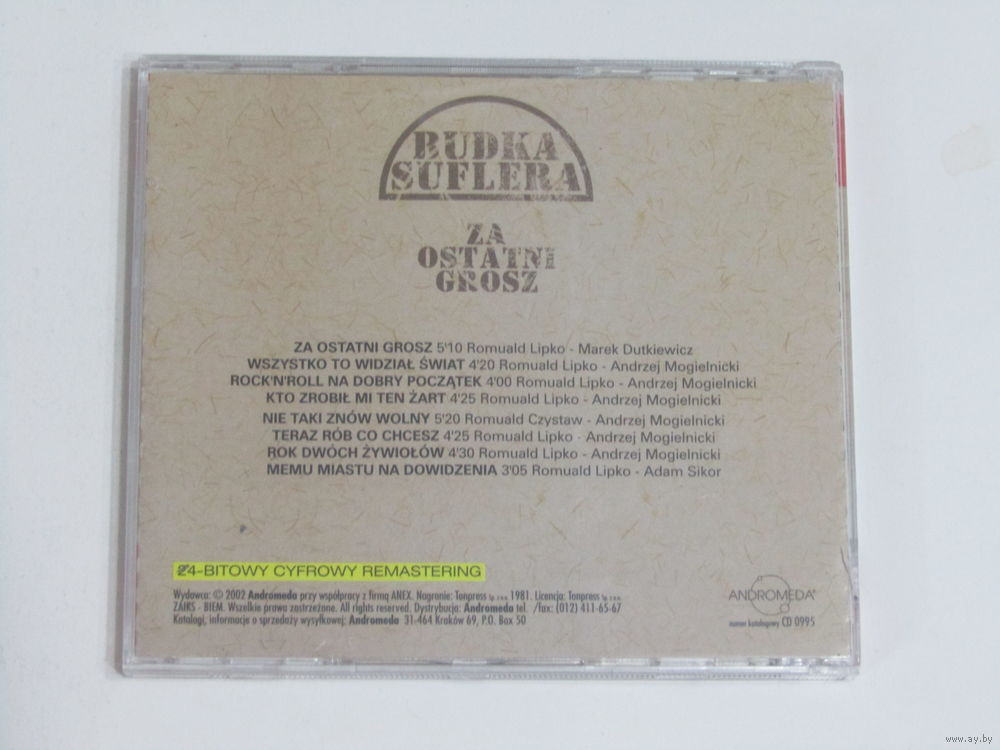 BUDKA
SUFLERA
ZA
OSTATNI
GROSZ
ZA OSTATNI GROSZ 5'10 Romuald Lipko - Marek Dutkiewicz
WSZYSTKO TO WIDZIAŁ ŚWIAT 4'20 Romuald Lipko - Andrzej Mogielnicki
ROCK'N'ROLL NA DOBRY POCZĄTEK 4'00 Romuald Lipko - Andrzej Mogielnicki
KTO ZROBIŁ MI TEN ŻART 4'25 Romuald Lipko - Andrzej Mogielnicki
NIE TAKI ZNÓW WOLNY 5'20 Romuald Czystaw - Andrzej Mogielnicki
TERAZ RÓB CO CHCESZ 4'25 Romuald Lipko - Andrzej Mogielnicki
ROK DWÓCH ŻYWIOŁÓW 4'30 Romuald Lipko - Andrzej Mogielnicki
MEMU MIASTU NA DOWIDZENIA 3'05 Romuald Lipko - Adam Sikor
24-BITOWY CYFROWY REMASTERING
Wydawca: © 2002 Andromeda przy współpracy z firmą ANEX. Nagranie: Tonpress Sp. z o.o. 1981. Licencja: Tonpress Sp. z o.o.
ZAIKS - BIEM. Wszelkie prawa zastrzeżone. All rights reserved. Dystrybucja: Andromeda tel. /fax: (012) 411-65-67
Katalogi, informacje o sprzedaży wysyłkowej: Andromeda 31-464 Kraków 69, P.O. Box 50
ANDROMEDA®
numer katalogowy CD 0995
www.ay.by